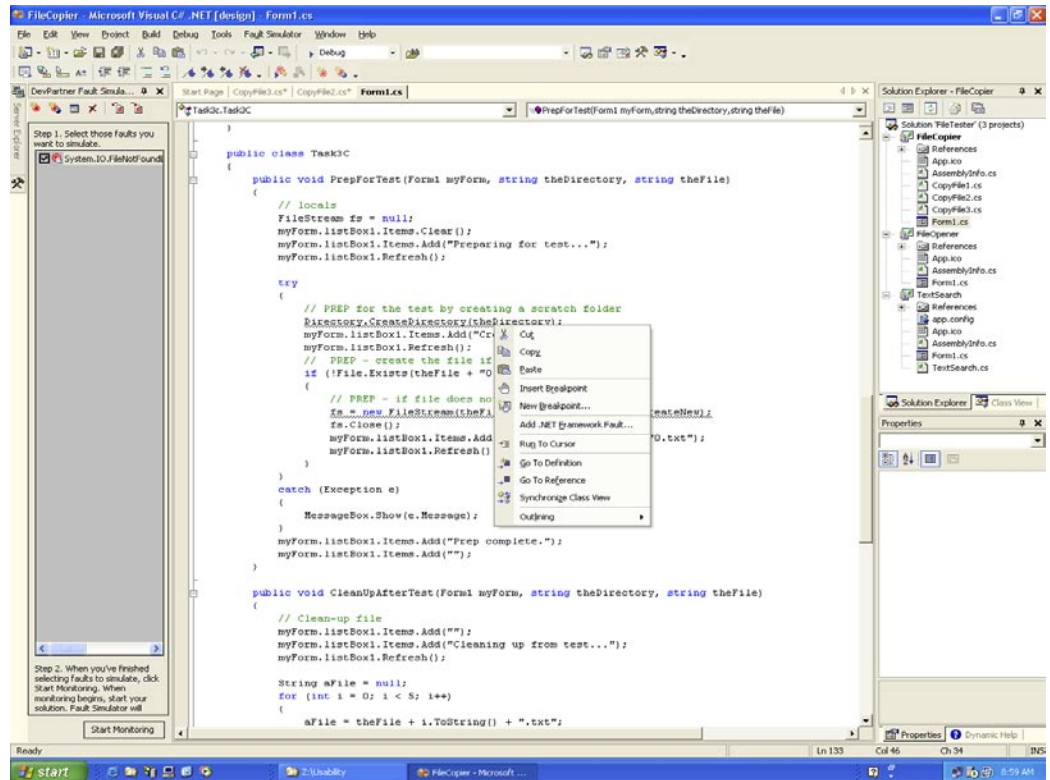 FileCopier - Microsoft Visual C# .NET [design] - Form1.cs
File Edit View Project Build Debug Tools Fault Simulator Window Help
Debug
DevPartner Fault Simula...
Start Page CopyFile3.cs* CopyFile2.cs* Form1.cs
Solution Explorer - FileCopier
Server Explorer
Task3c.Task3C
PrepForTest(Form1 myForm,string theDirectory,string theFile)
Step 1. Select those faults you
want to simulate.
System.IO.FileNotFound
}
public class Task3C
{
public void PrepForTest(Form1 myForm, string theDirectory, string theFile)
{
// locals
FileStream fs = null;
myForm.listBox1.Items.Clear();
myForm.listBox1.Items.Add("Preparing for test...");
myForm.listBox1.Refresh();
try
{
// PREP for the test by creating a scratch folder
Directory.CreateDirectory(theDirectory);
myForm.listBox1.Items.Add("Cr
myForm.listBox1.Refresh();
// PREP - create the file if
if (!File.Exists(theFile + "0
{
// PREP - if file does no
fs = new FileStream(theFi
eateNew);
fs.Close();
myForm.listBox1.Items.Add
"0.txt");
myForm.listBox1.Refresh()
}
}
catch (Exception e)
{
MessageBox.Show(e.Message);
}
myForm.listBox1.Items.Add("Prep complete.");
myForm.listBox1.Items.Add("");
}
public void CleanUpAfterTest(Form1 myForm, string theDirectory, string theFile)
{
// Clean-up file
myForm.listBox1.Items.Add("");
myForm.listBox1.Items.Add("Cleaning up from test...");
myForm.listBox1.Refresh();
String aFile = null;
for (int i = 0; i < 5; i++)
{
aFile = theFile + i.ToString() + ".txt";
Cut
Copy
Paste
Insert Breakpoint
New Breakpoint...
Add .NET Framework Fault...
Run To Cursor
Go To Definition
Go To Reference
Synchronize Class View
Outlining
Solution 'FileTester' (3 projects)
FileCopier
References
App.ico
AssemblyInfo.cs
CopyFile1.cs
CopyFile2.cs
CopyFile3.cs
Form1.cs
FileOpener
References
App.ico
AssemblyInfo.cs
Form1.cs
TextSearch
References
app.config
App.ico
AssemblyInfo.cs
Form1.cs
TextSearch.cs
Solution Explorer Class View
Properties
Step 2. When you've finished
selecting faults to simulate, click
Start Monitoring. When
monitoring begins, start your
solution. Fault Simulator will
Start Monitoring
Properties Dynamic Help
Ready Ln 133 Col 46 Ch 34 INS
start Z:\Usability FileCopier - Microsoft ... 8:59 AM